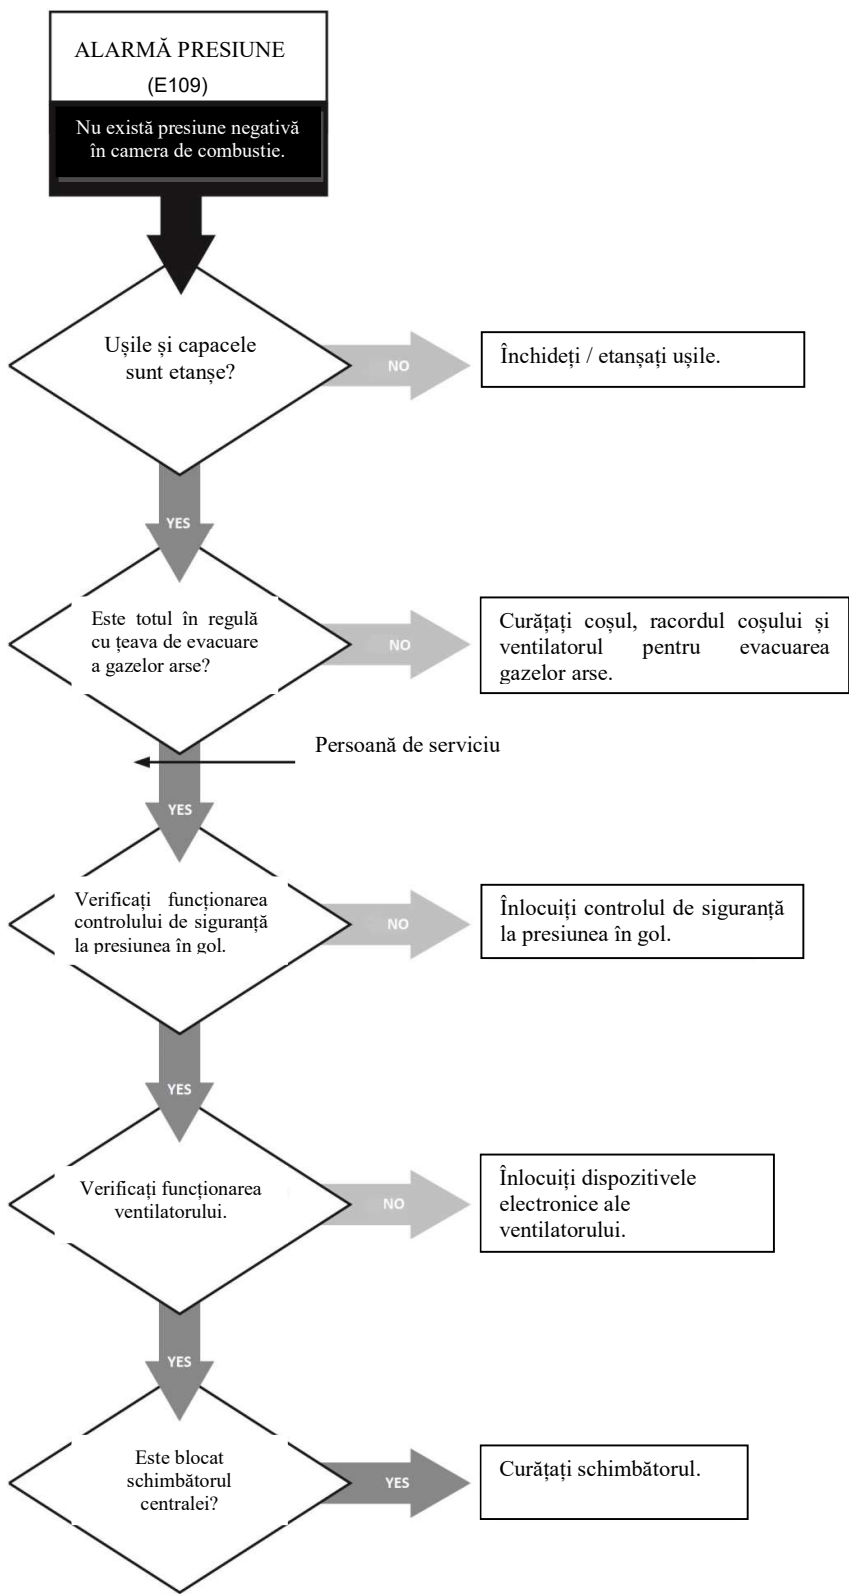 ALARMĂ PRESIUNE
(E109)
Nu există presiune negativă
în camera de combustie.
Ușile și capacele
sunt etanșe?
NO
Închideți / etanșați ușile.
YES
Este totul în regulă
cu țeava de evacuare
a gazelor arse?
NO
Curățați coșul, racordul coșului și
ventilatorul pentru evacuarea
gazelor arse.
Persoană de serviciu
YES
Verificați funcționarea
controlului de siguranță
la presiunea în gol.
NO
Înlocuiți controlul de siguranță
la presiunea în gol.
YES
Verificați funcționarea
ventilatorului.
NO
Înlocuiți dispozitivele
electronice ale
ventilatorului.
YES
Este blocat
schimbătorul
centralei?
YES
Curățați schimbătorul.